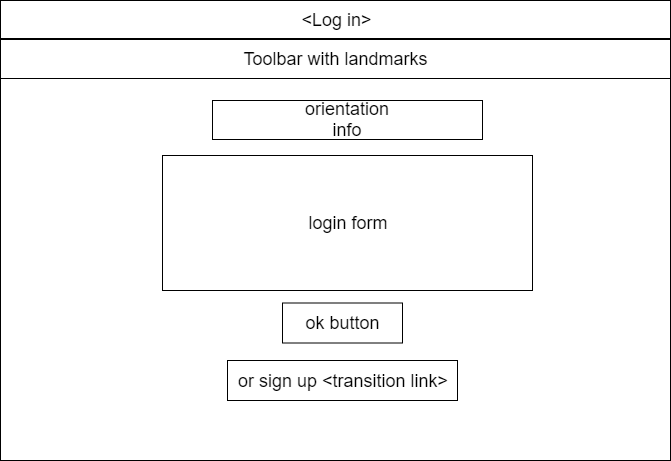 <Log in>
Toolbar with landmarks
orientation
info
login form
ok button
or sign up <transition link>